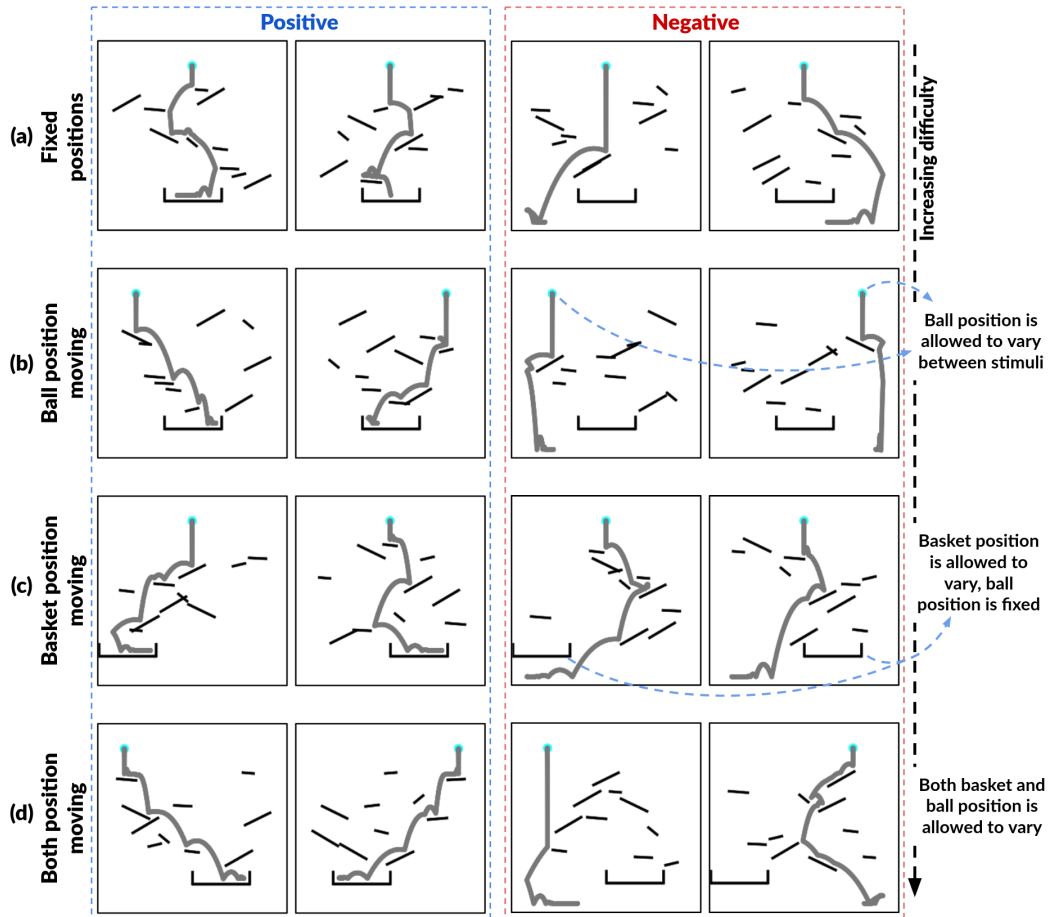 Positive
Negative
(a)
Fixed
positions
Increasing difficulty
(b)
Ball position
moving
Ball position is
allowed to vary
between stimuli
(c)
Basket position
moving
Basket position
is allowed to
vary, ball
position is fixed
(d)
Both position
moving
Both basket and
ball position is
allowed to vary